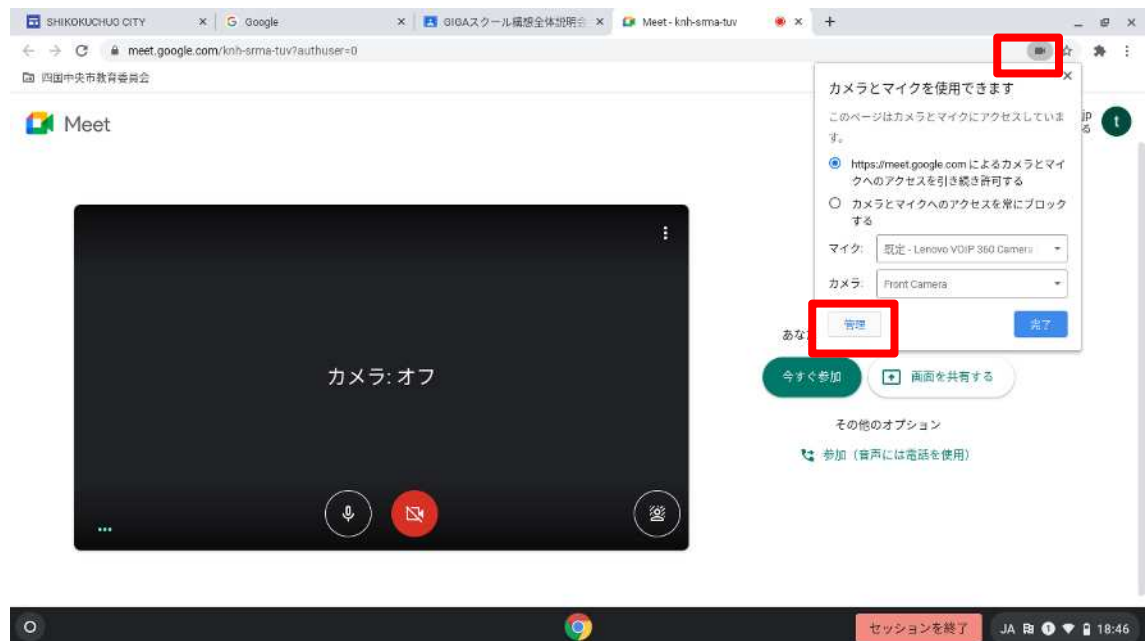 SHIKOKUCHUO CITY
Google
GIGAスクール構想全体説明会
Meet - knh-srma-tuv
meet.google.com/knh-srma-tuv?authuser=0
四国中央市教育委員会
Meet
カメラとマイクを使用できます
このページはカメラとマイクにアクセスしていま
す。
https://meet.google.com によるカメラとマイ
クへのアクセスを引き続き許可する
カメラとマイクへのアクセスを常にブロック
する
マイク:
既定 - Lenovo VOIP 360 Camera
カメラ:
Front Camera
管理
完了
jp
る
t
カメラ: オフ
あな
今すぐ参加
画面を共有する
その他のオプション
参加（音声には電話を使用）
セッションを終了
JA
1
18:46